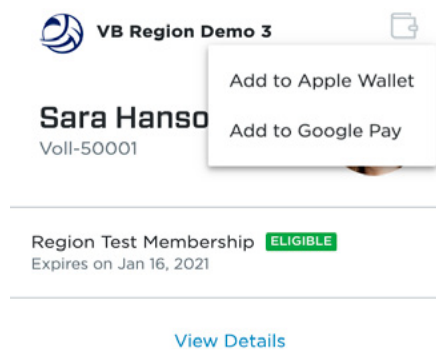 VB Region Demo 3
Add to Apple Wallet
Sara Hanso
Add to Google Pay
Voll-50001
Region Test Membership ELIGIBLE
Expires on Jan 16, 2021
View Details